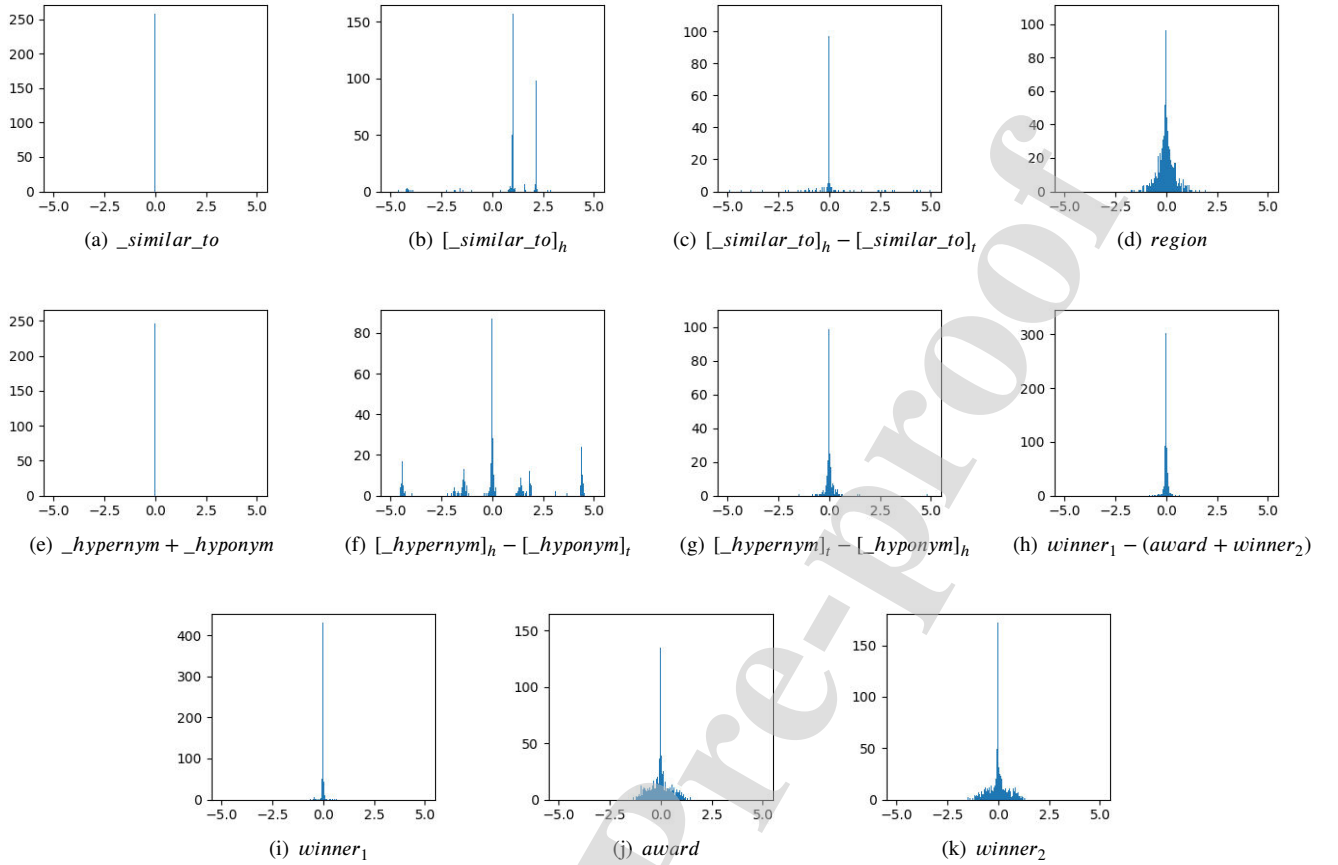 250
200
150
100
50
0
−5.0 −2.5 0.0 2.5 5.0
(a) _similar_to
150
100
50
0
−5.0 −2.5 0.0 2.5 5.0
(b) [_similar_to]h
100
80
60
40
20
0
−5.0 −2.5 0.0 2.5 5.0
(c) [_similar_to]h − [_similar_to]t
100
80
60
40
20
0
−5.0 −2.5 0.0 2.5 5.0
(d) region
250
200
150
100
50
0
−5.0 −2.5 0.0 2.5 5.0
(e) _hypernym + _hyponym
80
60
40
20
0
−5.0 −2.5 0.0 2.5 5.0
(f) [_hypernym]h − [_hyponym]t
100
80
60
40
20
0
−5.0 −2.5 0.0 2.5 5.0
(g) [_hypernym]t − [_hyponym]h
300
200
100
0
−5.0 −2.5 0.0 2.5 5.0
(h) winner1 − (award + winner2)
400
300
200
100
0
−5.0 −2.5 0.0 2.5 5.0
(i) winner1
150
100
50
0
−5.0 −2.5 0.0 2.5 5.0
(j) award
150
100
50
0
−5.0 −2.5 0.0 2.5 5.0
(k) winner2
pre-proof